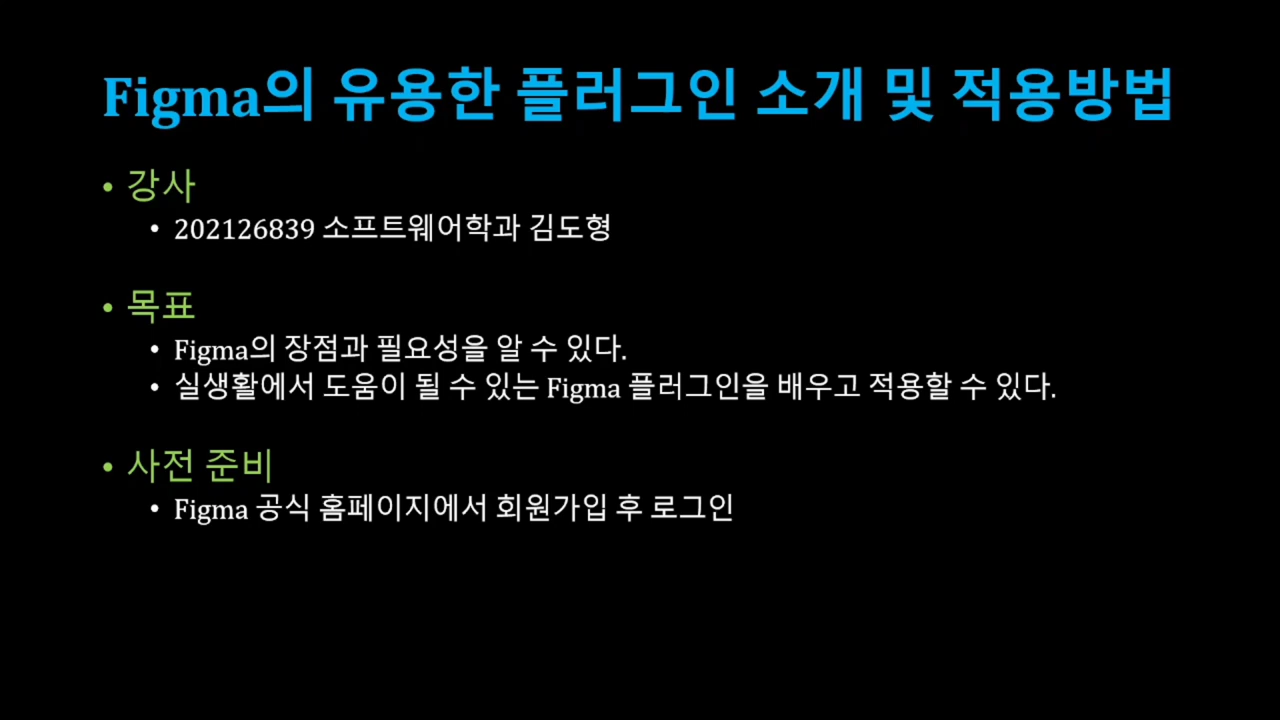 Figma의 유용한 플러그인 소개 및 적용방법
• 강사
• 202126839 소프트웨어학과 김도형
• 목표
• Figma의 장점과 필요성을 알 수 있다.
• 실생활에서 도움이 될 수 있는 Figma 플러그인을 배우고 적용할 수 있다.
• 사전 준비
• Figma 공식 홈페이지에서 회원가입 후 로그인